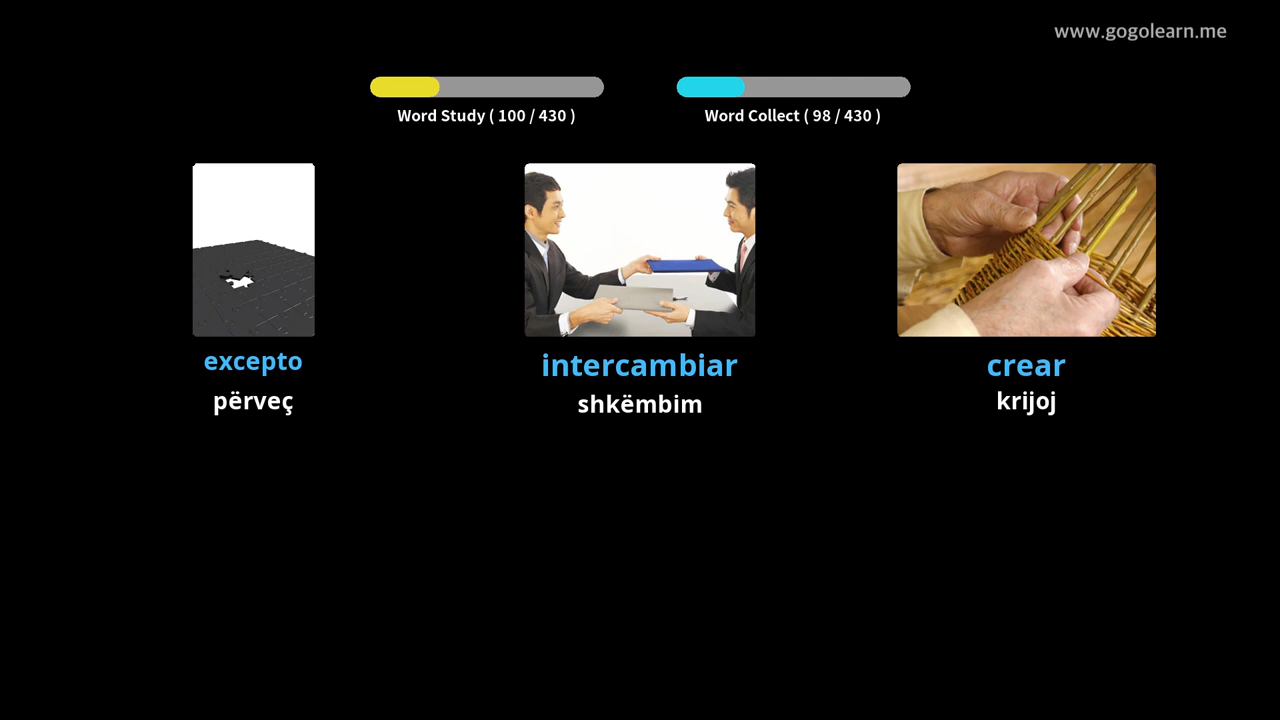 www.gogolearn.me
Word Study ( 100 / 430 )
Word Collect ( 98 / 430 )
excepto
përveç
intercambiar
shkëmbim
crear
krijoj